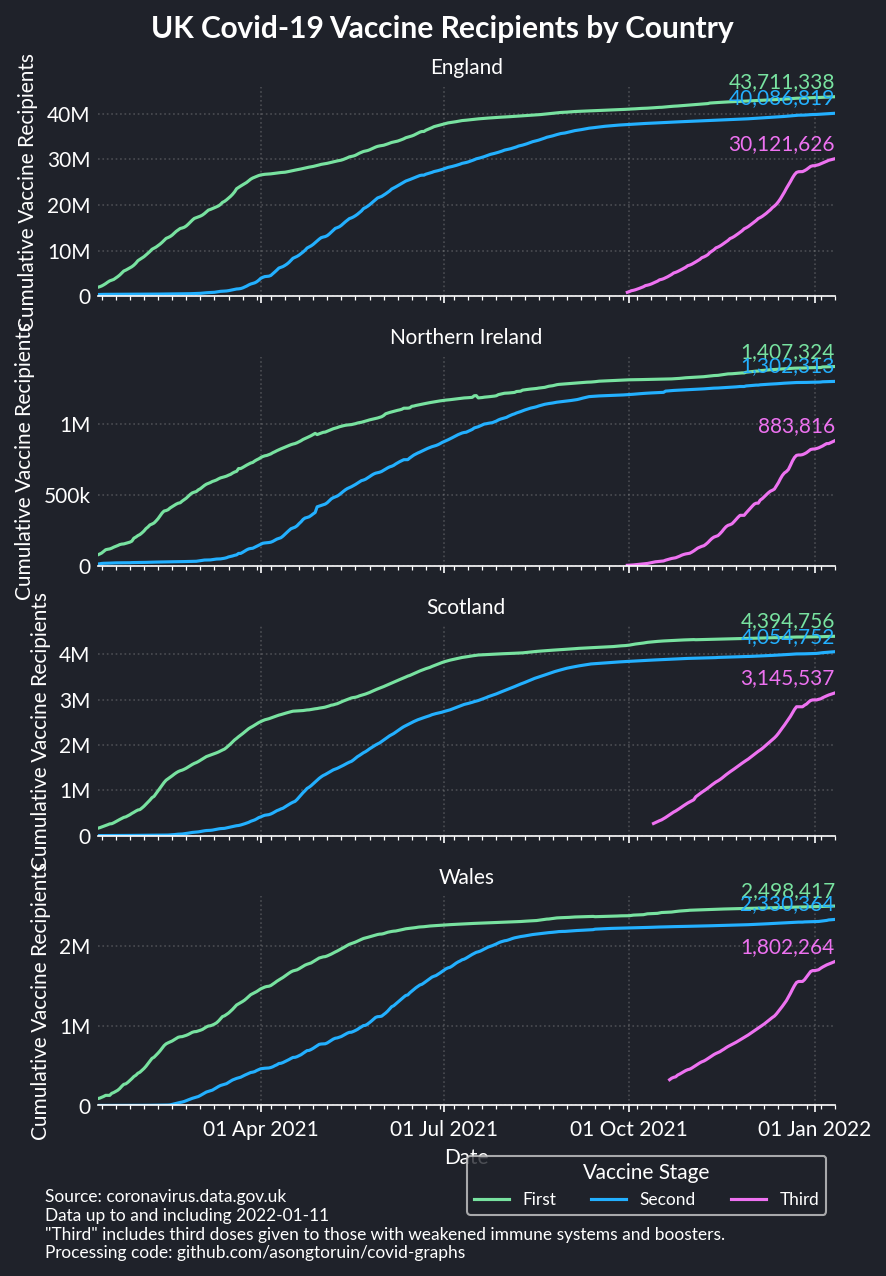 UK Covid-19 Vaccine Recipients by Country
England
Cumulative Vaccine Recipients
40M
30M
20M
10M
0
43,711,338
40,086,819
30,121,626
Northern Ireland
Cumulative Vaccine Recipients
1M
500k
0
1,407,324
1,302,313
883,816
Scotland
Cumulative Vaccine Recipients
4M
3M
2M
1M
0
4,394,756
4,054,752
3,145,537
Wales
Cumulative Vaccine Recipients
2M
1M
0
2,498,417
1,802,264
01 Apr 2021
01 Jul 2021
01 Oct 2021
01 Jan 2022
Date
Vaccine Stage
First
Second
Third
Source: coronavirus.data.gov.uk
Data up to and including 2022-01-11
"Third" includes third doses given to those with weakened immune systems and boosters.
Processing code: github.com/asongtoruin/covid-graphs